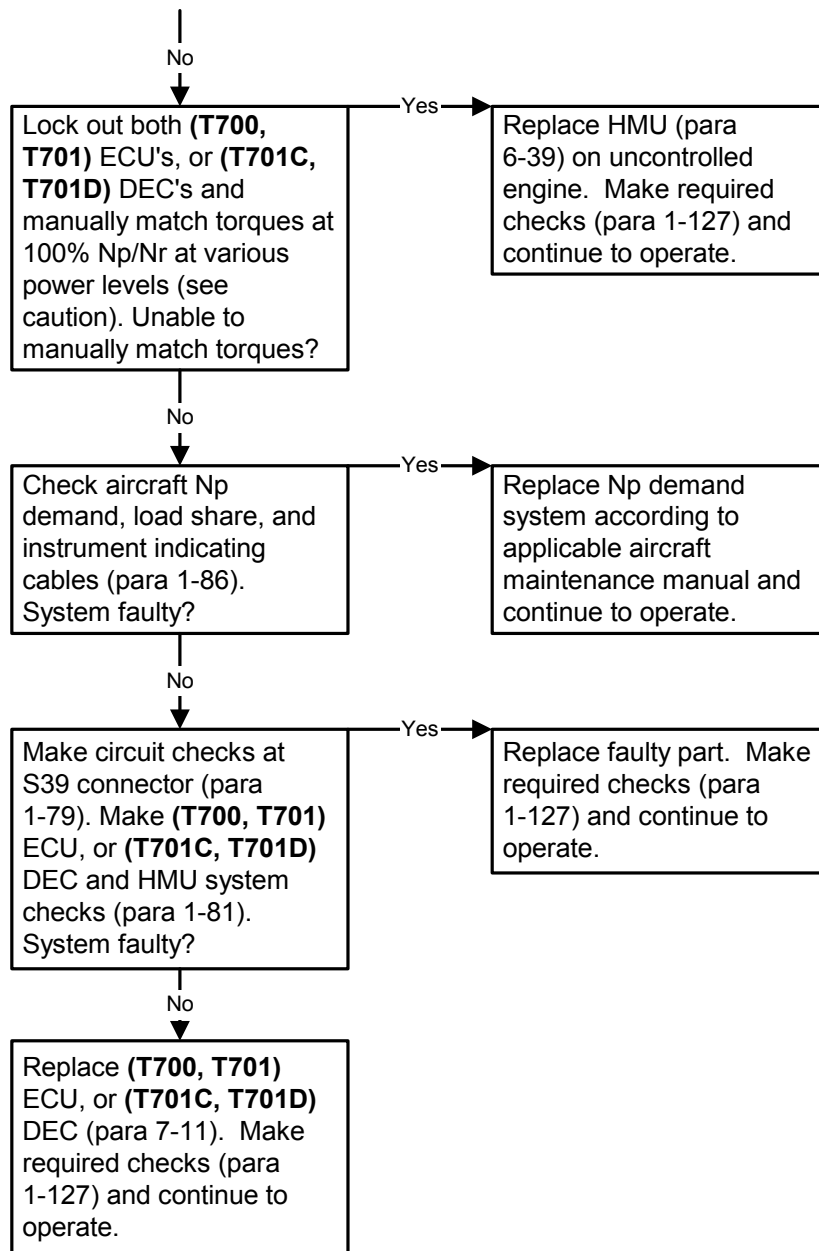 No
Lock out both (T700,
T701) ECU's, or (T701C,
T701D) DEC's and
manually match torques at
100% Np/Nr at various
power levels (see
caution). Unable to
manually match torques?
Yes
Replace HMU (para
6-39) on uncontrolled
engine. Make required
checks (para 1-127) and
continue to operate.
No
Check aircraft Np
demand, load share, and
instrument indicating
cables (para 1-86).
System faulty?
Yes
Replace Np demand
system according to
applicable aircraft
maintenance manual and
continue to operate.
No
Make circuit checks at
S39 connector (para
1-79). Make (T700, T701)
ECU, or (T701C, T701D)
DEC and HMU system
checks (para 1-81).
System faulty?
Yes
Replace faulty part. Make
required checks (para
1-127) and continue to
operate.
No
Replace (T700, T701)
ECU, or (T701C, T701D)
DEC (para 7-11). Make
required checks (para
1-127) and continue to
operate.